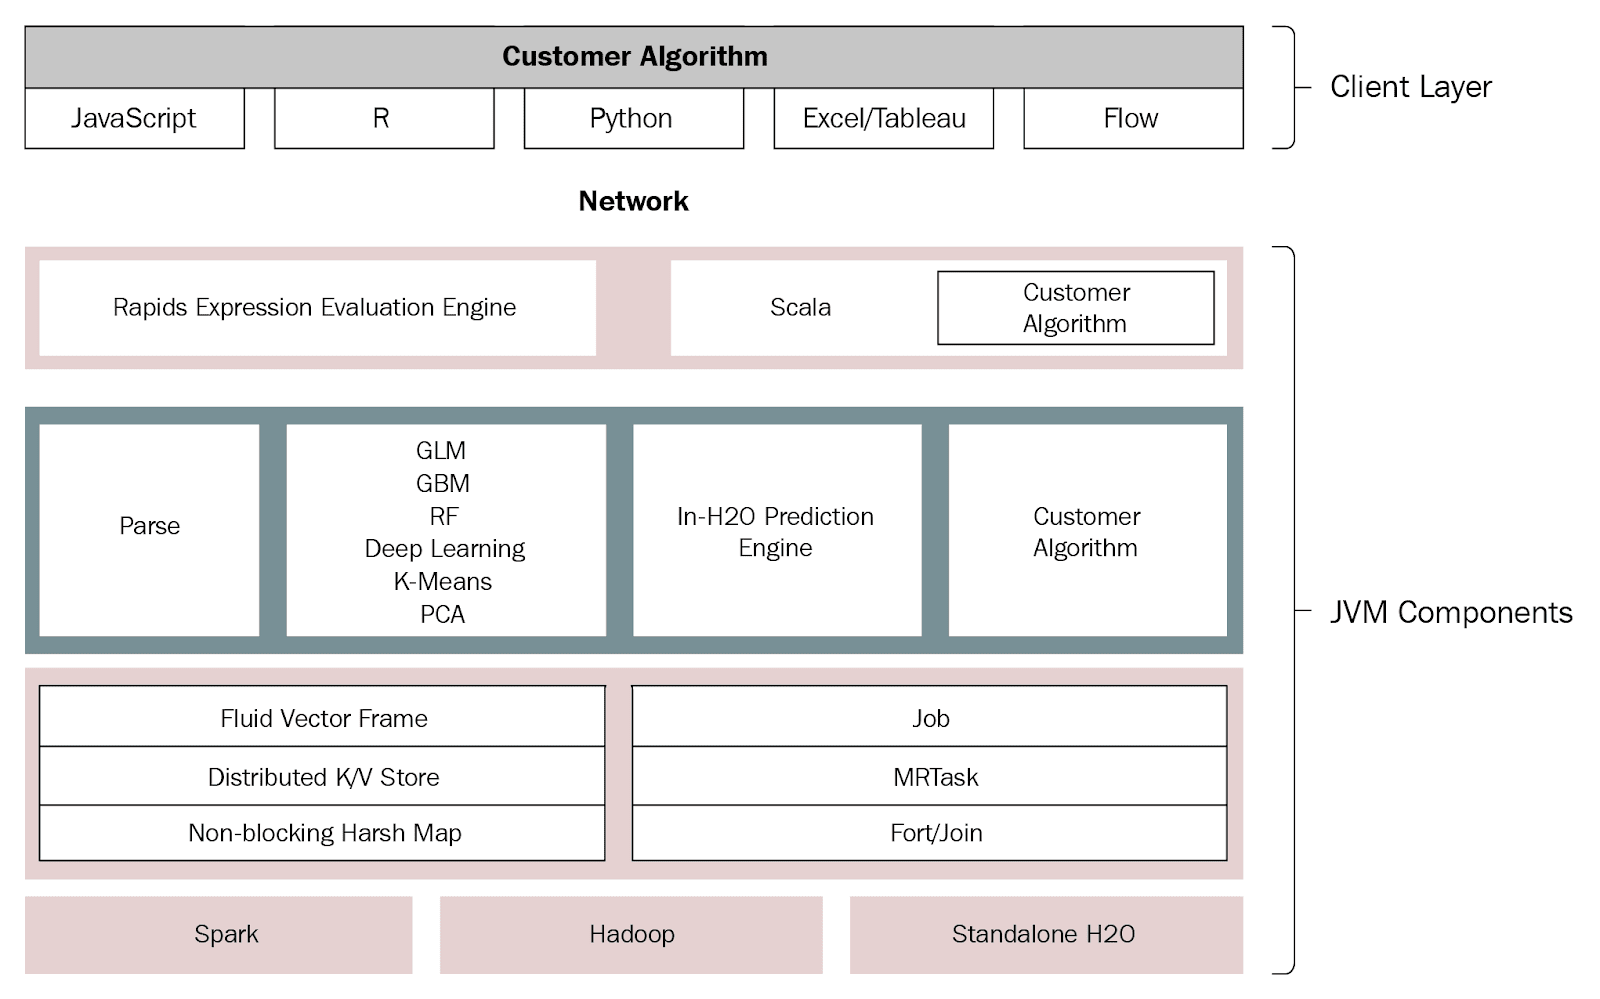 Customer Algorithm
JavaScript
R
Python
Excel/Tableau
Flow
Client Layer
Network
Rapids Expression Evaluation Engine
Scala
Customer
Algorithm
Parse
GLM
GBM
RF
Deep Learning
K-Means
PCA
In-H2O Prediction
Engine
Customer
Algorithm
JVM Components
Fluid Vector Frame
Distributed K/V Store
Non-blocking Harsh Map
Job
MRTask
Fort/Join
Spark
Hadoop
Standalone H2O